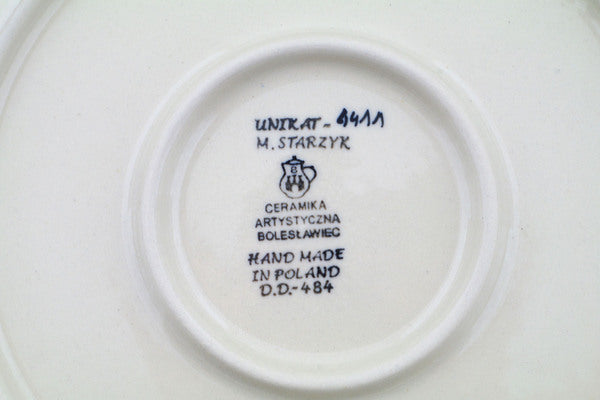 UNIKAT - 4411
M. STARZYK
CERAMIKA
ARTYSTYCZNA
BOLESŁAWIEC
HAND MADE
IN POLAND
D.D.-484